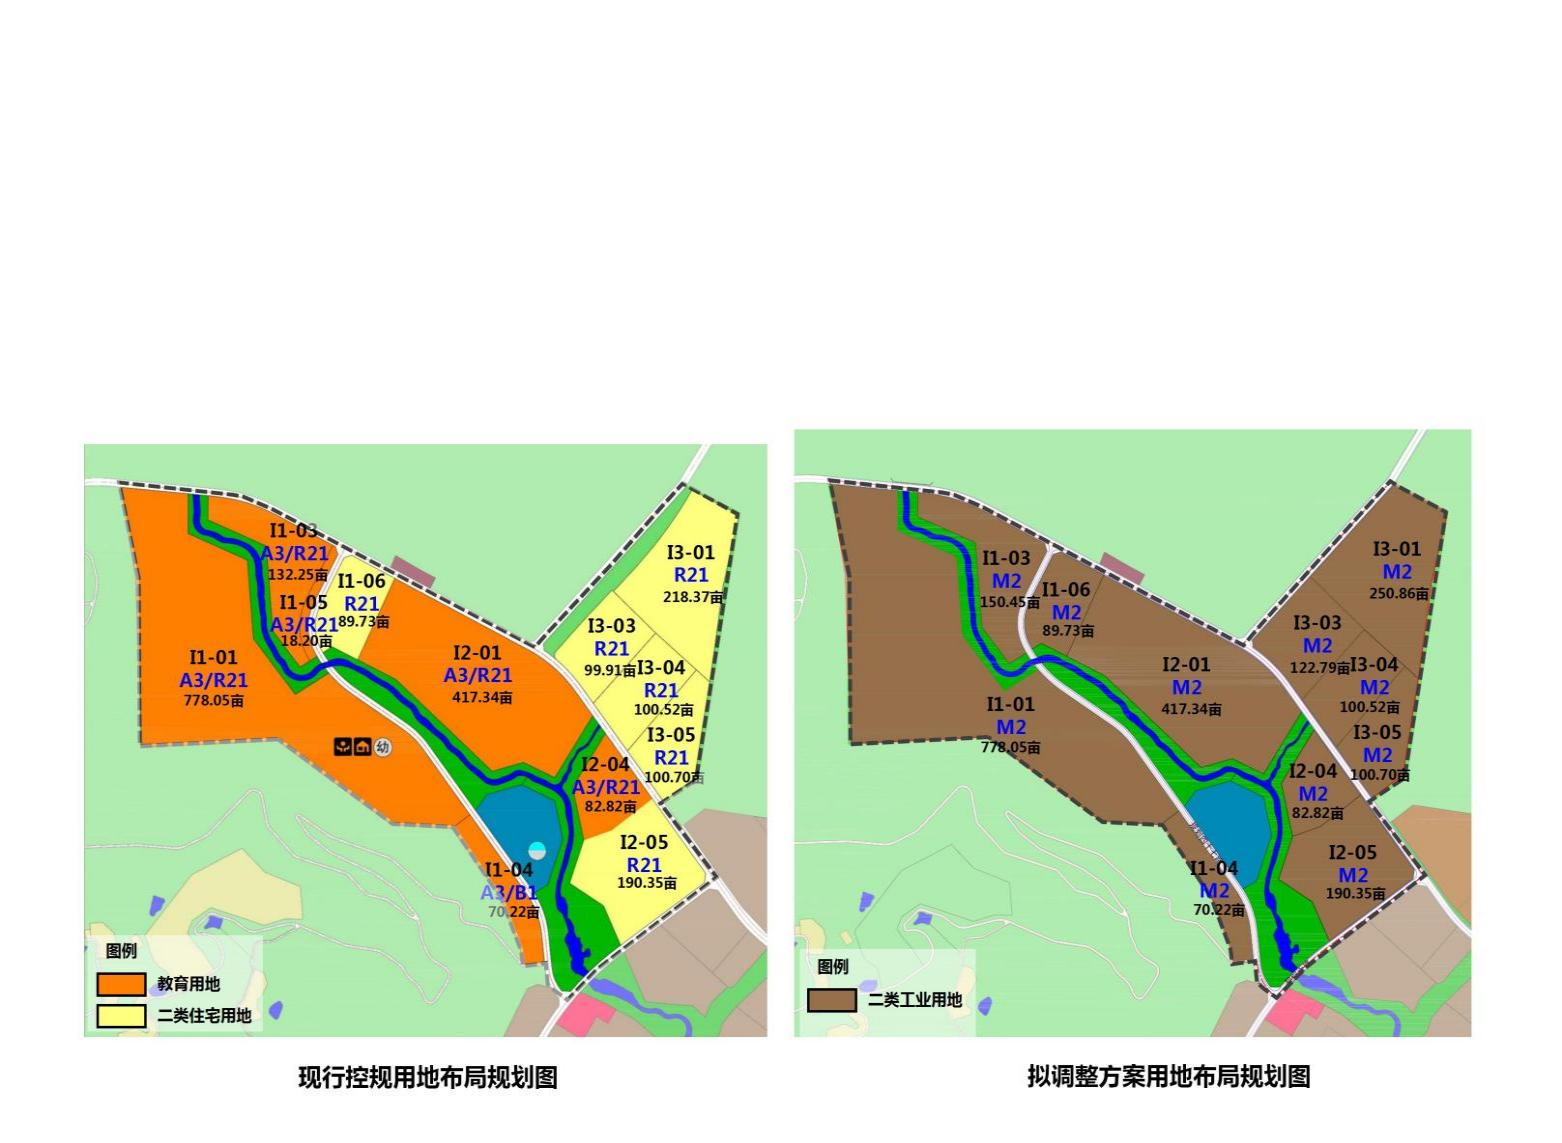 I1-03
A3/R21
132.25亩
I1-06
R21
89.73亩
I1-05
A3/R21
18.20亩
I1-01
A3/R21
778.05亩
I2-01
A3/R21
417.34亩
I3-01
R21
218.37亩
I3-03
R21
99.91亩
I3-04
R21
100.52亩
I3-05
R21
100.70亩
幼
I2-04
A3/R21
82.82亩
I2-05
R21
190.35亩
I1-04
A3/B1
70.22亩
图例
教育用地
二类住宅用地
现行控规用地布局规划图
I1-03
M2
150.45亩
I1-06
M2
89.73亩
I1-01
M2
778.05亩
I2-01
M2
417.34亩
I3-01
M2
250.86亩
I3-03
M2
122.79亩
I3-04
M2
100.52亩
I3-05
M2
100.70亩
I2-04
M2
82.82亩
I2-05
M2
190.35亩
I1-04
M2
70.22亩
图例
二类工业用地
拟调整方案用地布局规划图